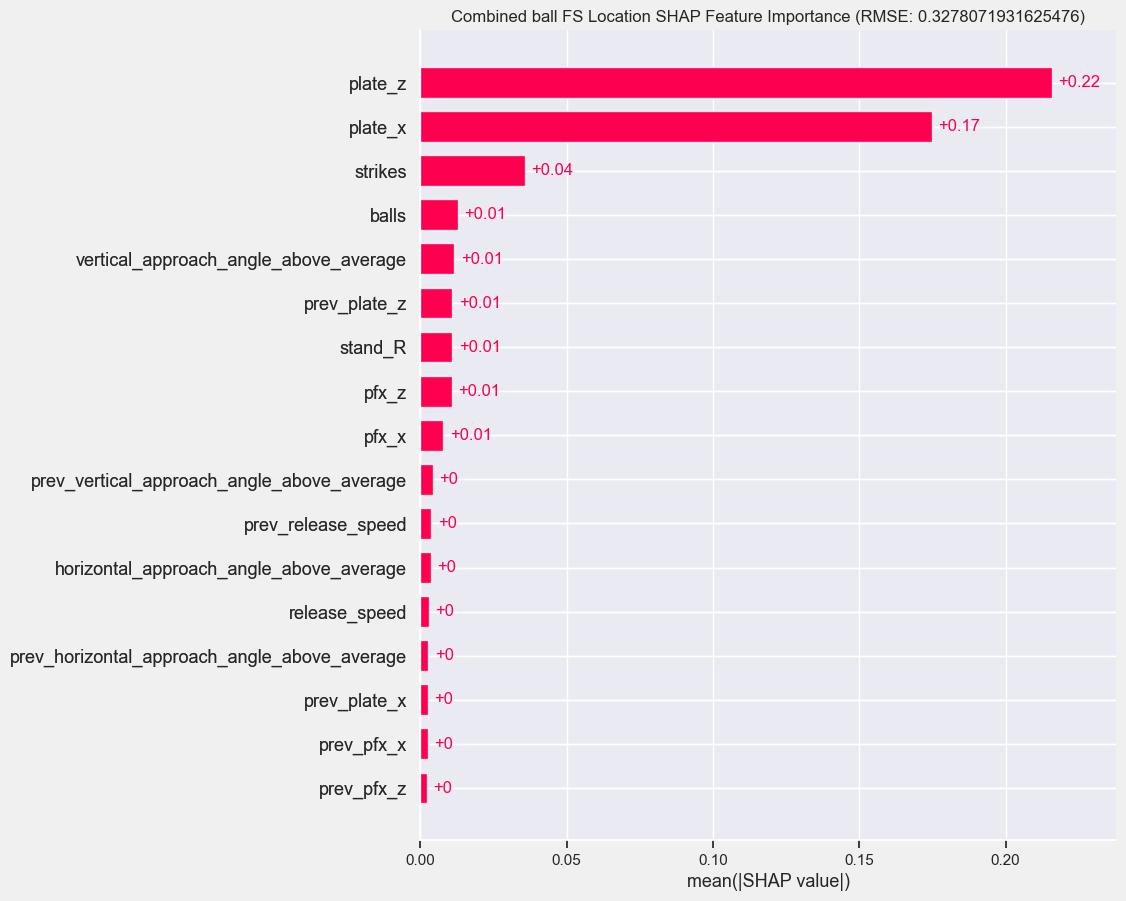 Combined ball FS Location SHAP Feature Importance (RMSE: 0.3278071931625476)
plate_z +0.22
plate_x +0.17
strikes +0.04
balls +0.01
vertical_approach_angle_above_average +0.01
prev_plate_z +0.01
stand_R +0.01
pfx_z +0.01
pfx_x +0.01
prev_vertical_approach_angle_above_average +0
prev_release_speed +0
horizontal_approach_angle_above_average +0
release_speed +0
prev_horizontal_approach_angle_above_average +0
prev_plate_x +0
prev_pfx_x +0
prev_pfx_z +0
0.00 0.05 0.10 0.15 0.20
mean(|SHAP value|)